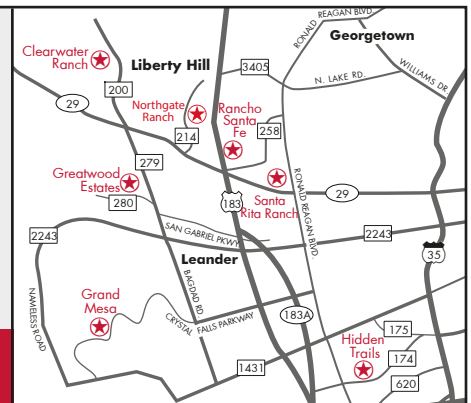 RONALD REAGAN BLVD.
Georgetown
Clearwater
Ranch
Liberty Hill
3405
N. LAKE RD.
WILLIAMS DR.
200
29
Northgate
Ranch
Rancho
Santa
Fe
214
258
279
Greatwood
Estates
280
Santa
Rita Ranch
183
29
RONALD REAGAN BLVD.
SAN GABRIEL PKWY
2243
2243
35
Leander
BAGDAD RD.
NAMELESS ROAD
Grand
Mesa
CRYSTAL FALLS PARKWAY
183A
175
Hidden
Trails
174
1431
620